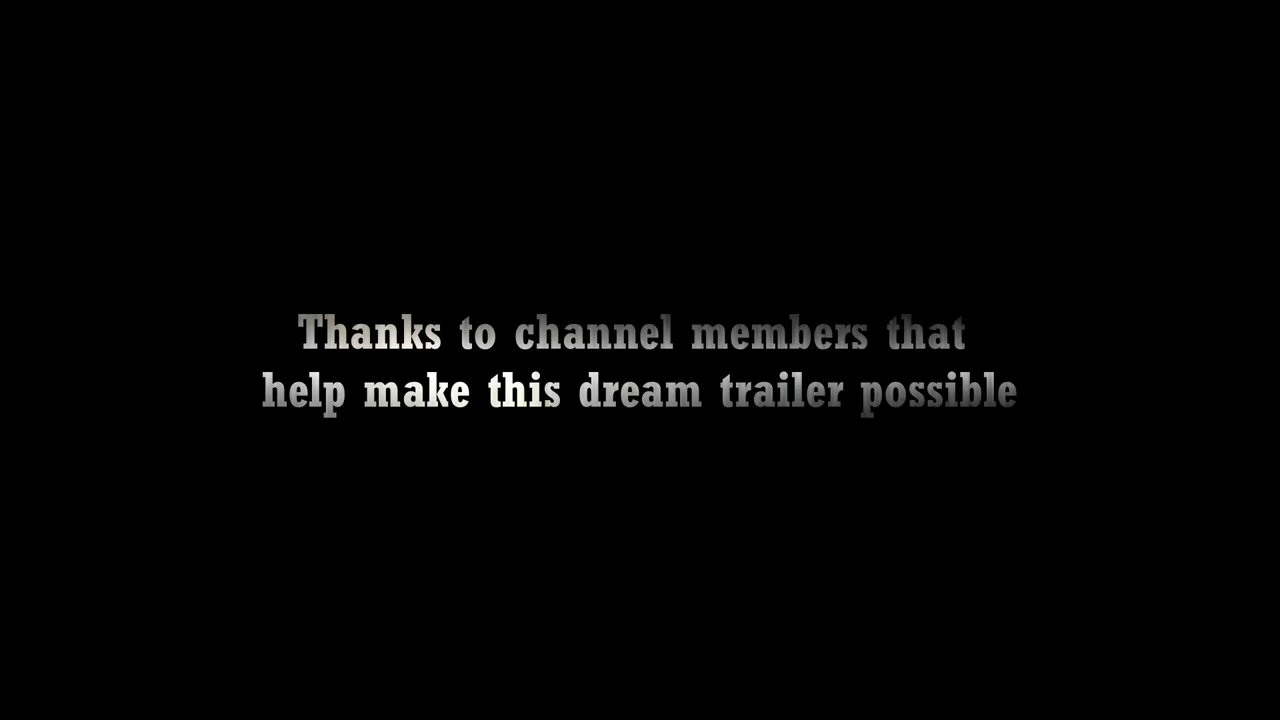 Thanks to channel members that
help make this dream trailer possible